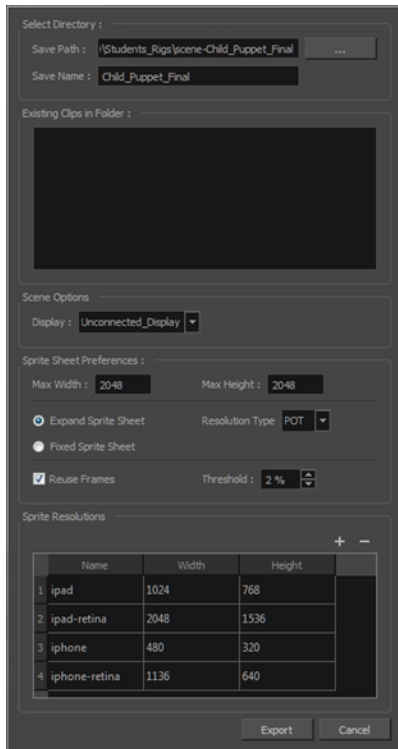 Select Directory :
Save Path : \Students_Rigs\scene-Child_Puppet_Final ...
Save Name : Child_Puppet_Final
Existing Clips in Folder :
Scene Options
Display : Unconnected_Display
Sprite Sheet Preferences :
Max Width : 2048 Max Height : 2048
Expand Sprite Sheet Resolution Type POT
Fixed Sprite Sheet
Reuse Frames Threshold : 2 %
Sprite Resolutions
+ −
Name Width Height
1 ipad 1024 768
2 ipad-retina 2048 1536
3 iphone 480 320
4 iphone-retina 1136 640
Export Cancel